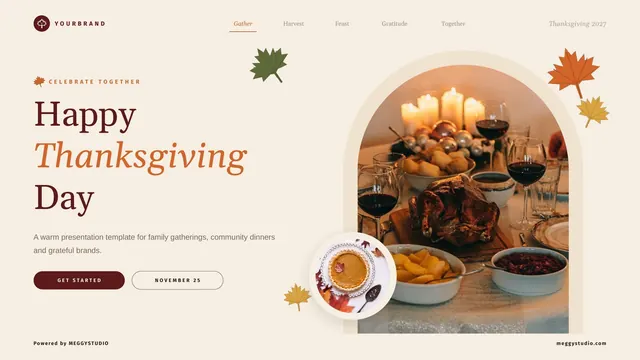 YOURBRAND
Gather
Harvest
Feast
Gratitude
Together
Thanksgiving 2027
CELEBRATE TOGETHER
Happy
Thanksgiving
Day
A warm presentation template for family gatherings, community dinners
and grateful brands.
GET STARTED
NOVEMBER 25
Powered by MEGGYSTUDIO
meggystudio.com